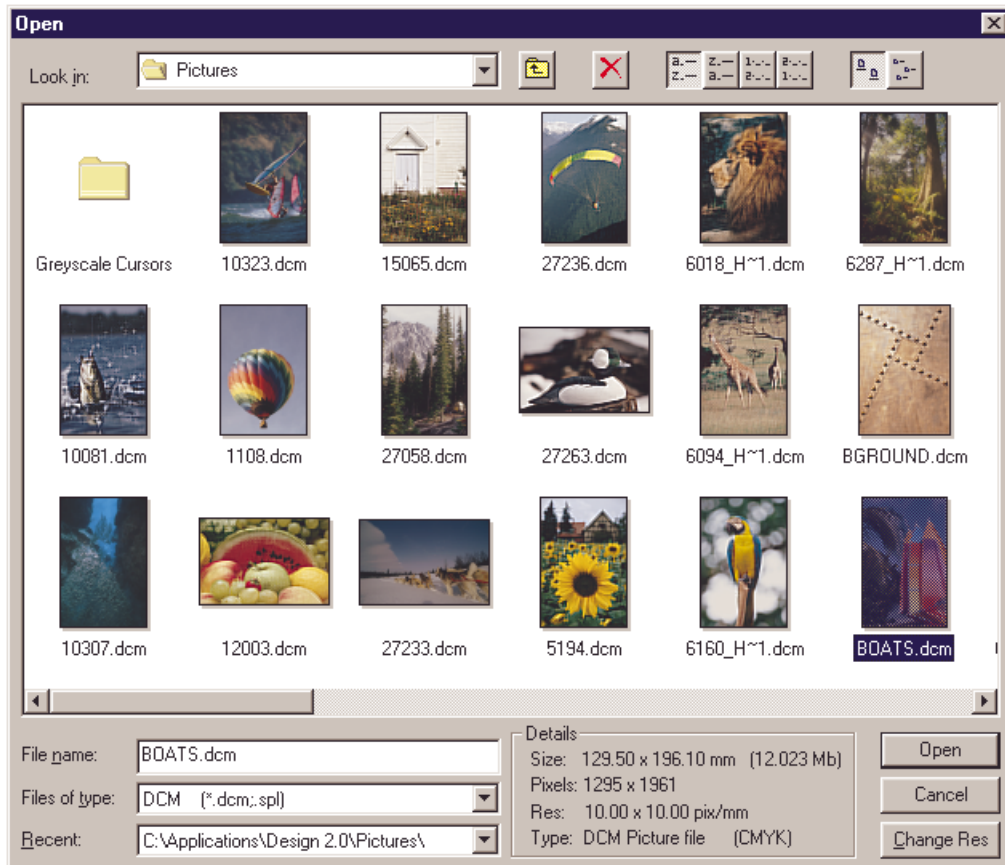 Open
Look in:
Pictures
Greyscale Cursors
10323.dcm
15065.dcm
27236.dcm
6018_H~1.dcm
6287_H~1.dcm
10081.dcm
1108.dcm
27058.dcm
27263.dcm
6094_H~1.dcm
BGROUND.dcm
10307.dcm
12003.dcm
27233.dcm
5194.dcm
6160_H~1.dcm
BOATS.dcm
File name:
BOATS.dcm
Files of type:
DCM (*.dcm;.spl)
Recent:
C:\Applications\Design 2.0\Pictures\
Details
Size: 129.50 x 196.10 mm (12.023 Mb)
Pixels: 1295 x 1961
Res: 10.00 x 10.00 pix/mm
Type: DCM Picture file (CMYK)
Open
Cancel
Change Res